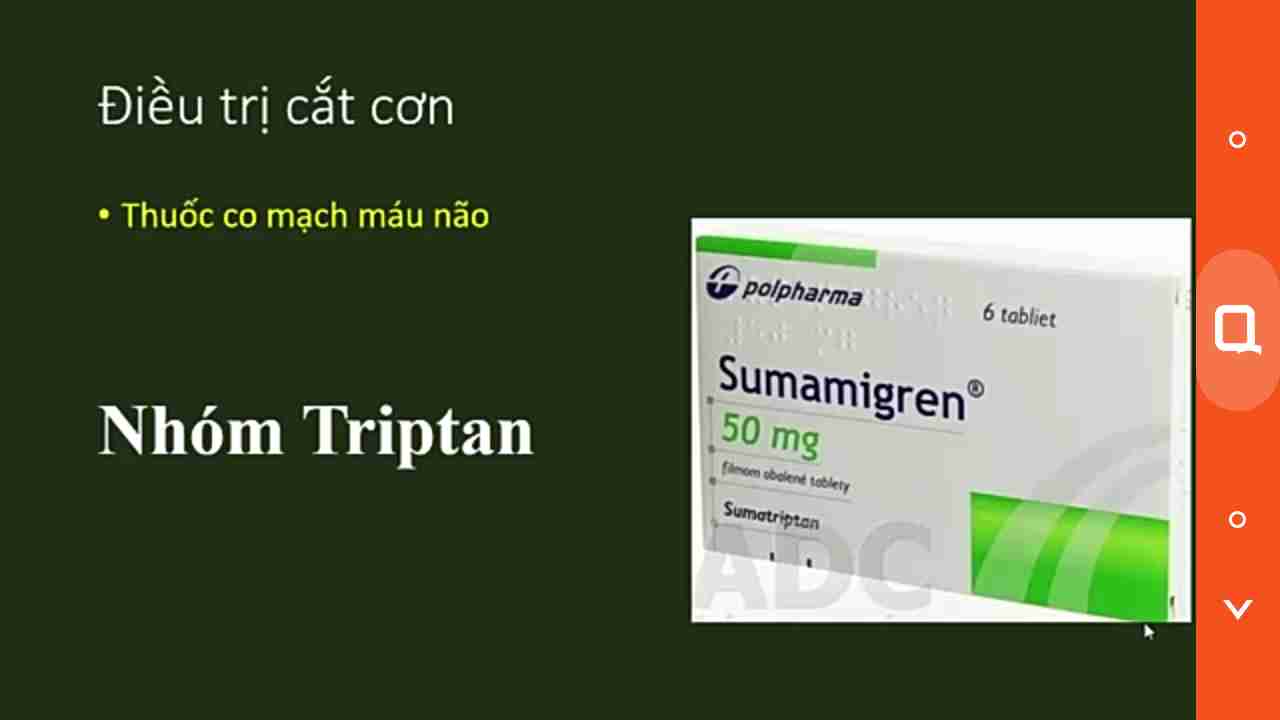 Điều trị cắt cơn
• Thuốc co mạch máu não
Nhóm Triptan
polpharma
6 tabliet
Sumamigren®
50 mg
filmom obalené tablety
Sumatriptan
ADC